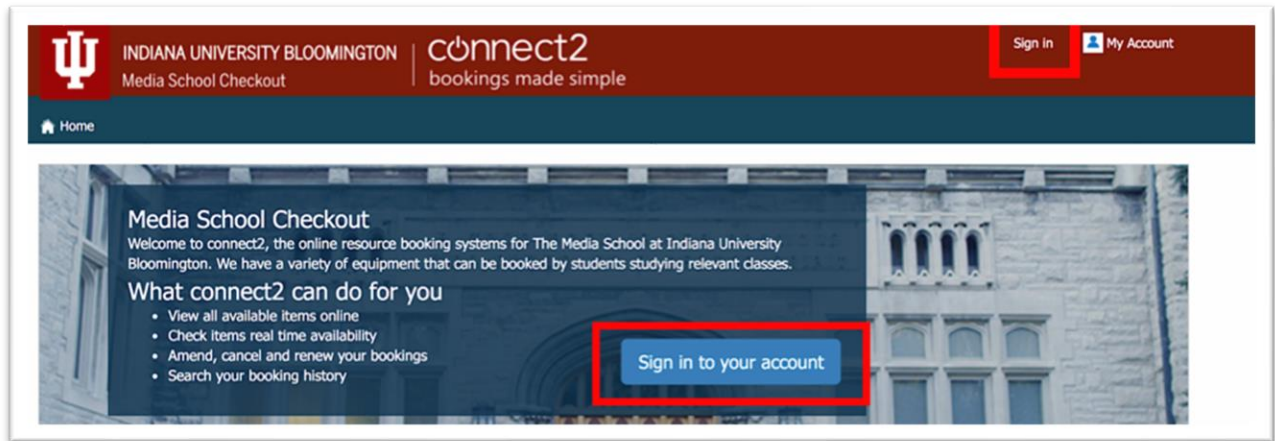 INDIANA UNIVERSITY BLOOMINGTON
Media School Checkout
connect2
bookings made simple
Sign in
My Account
Home
Media School Checkout
Welcome to connect2, the online resource booking systems for The Media School at Indiana University
Bloomington. We have a variety of equipment that can be booked by students studying relevant classes.
What connect2 can do for you
• View all available items online
• Check items real time availability
• Amend, cancel and renew your bookings
• Search your booking history
Sign in to your account